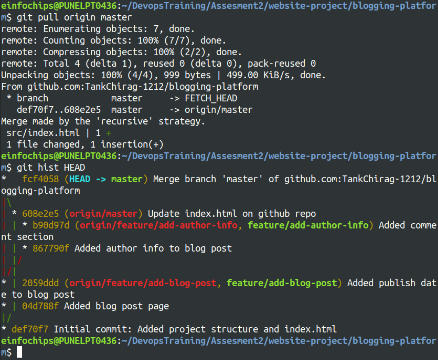 einfochips@PUNELPT0436:~/DevopsTraining/Assesment2/website-project/blogging-platfor
m$ git pull origin master
remote: Enumerating objects: 7, done.
remote: Counting objects: 100% (7/7), done.
remote: Compressing objects: 100% (2/2), done.
remote: Total 4 (delta 1), reused 0 (delta 0), pack-reused 0
Unpacking objects: 100% (4/4), 999 bytes | 499.00 KiB/s, done.
From github.com:TankChirag-1212/blogging-platform
 * branch            master     -> FETCH_HEAD
   def70f7..608e2e5  master     -> origin/master
Merge made by the 'recursive' strategy.
 src/index.html | 1 +
 1 file changed, 1 insertion(+)
einfochips@PUNELPT0436:~/DevopsTraining/Assesment2/website-project/blogging-platfor
m$ git hist HEAD
*   fcf4058 (HEAD -> master) Merge branch 'master' of github.com:TankChirag-1212/bl
ogging-platform
|\
| * 608e2e5 (origin/master) Update index.html on github repo
| * b90d97d (origin/feature/add-author-info, feature/add-author-info) Added comme
nt section
| * 867790f Added author info to blog post
|/
* | 2059ddd (origin/feature/add-blog-post, feature/add-blog-post) Added publish dat
e to blog post
* | 04d788f Added blog post page
|/
* def70f7 Initial commit: Added project structure and index.html
einfochips@PUNELPT0436:~/DevopsTraining/Assesment2/website-project/blogging-platfor
m$